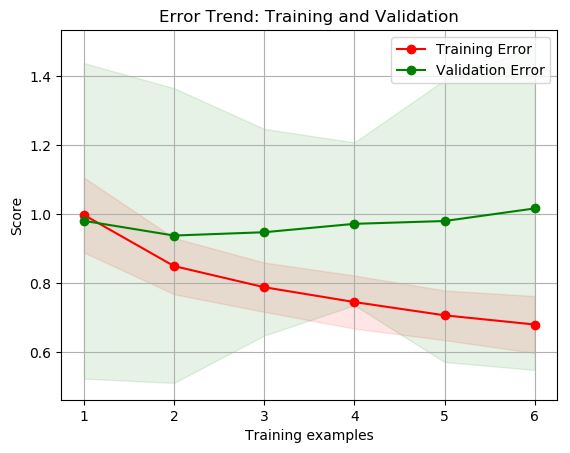 Error Trend: Training and Validation
Training Error
Validation Error
Score
1.4
1.2
1.0
0.8
0.6
1 2 3 4 5 6
Training examples